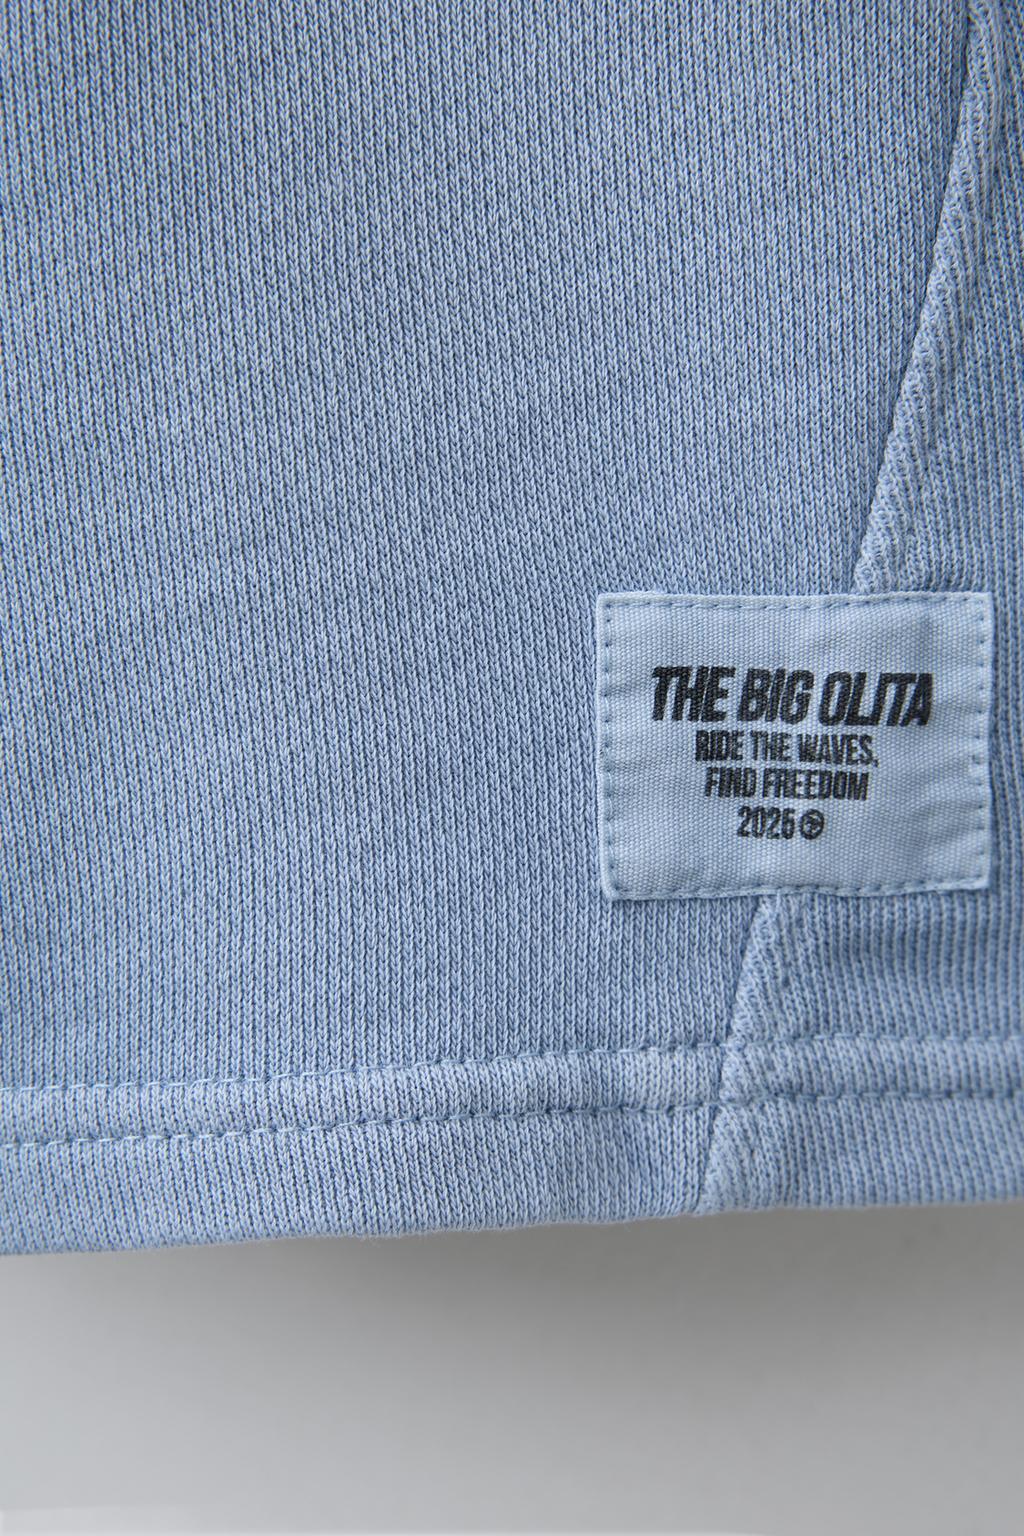 THE BIG OLITA
RIDE THE WAVES,
FIND FREEDOM
2025